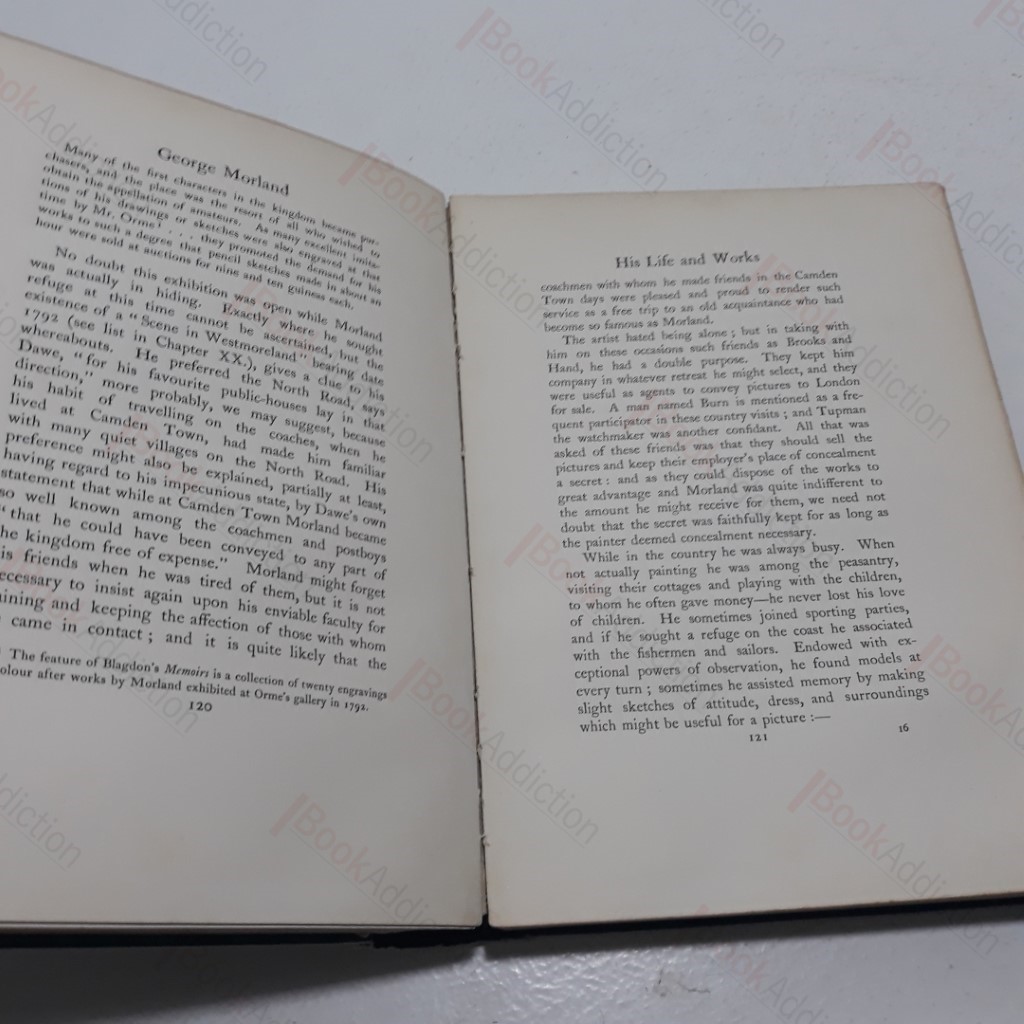 George Morland
Many of the first characters in the kingdom became pur-
chasers, and the place was the resort of all who wished to
obtain the appellation of amateurs. As many excellent imita-
tions of his drawings or sketches were also engraved at that
time by Mr. Orme¹ . . . they promoted the demand for his
works to such a degree that pencil sketches made in about an
hour were sold at auctions for nine and ten guineas each.
No doubt this exhibition was open while Morland
was actually in hiding. Exactly where he sought
refuge at this time cannot be ascertained, but the
existence of a “Scene in Westmoreland” bearing date
1792 (see list in Chapter XX.), gives a clue to his
whereabouts. He preferred the North Road, says
Dawe, “for his favourite public-houses lay in that
direction,” more probably, we may suggest, because
his habit of travelling on the coaches, when he
lived at Camden Town, had made him familiar
with many quiet villages on the North Road. His
preference might also be explained, partially at least,
having regard to his impecunious state, by Dawe's own
statement that while at Camden Town Morland became
so well known among the coachmen and postboys
“that he could have been conveyed to any part of
he kingdom free of expense.” Morland might forget
is friends when he was tired of them, but it is not
ecessary to insist again upon his enviable faculty for
aining and keeping the affection of those with whom
came in contact ; and it is quite likely that the
The feature of Blagdon's Memoirs is a collection of twenty engravings
olour after works by Morland exhibited at Orme's gallery in 1792.
120
His Life and Works
coachmen with whom he made friends in the Camden
Town days were pleased and proud to render such
service as a free trip to an old acquaintance who had
become so famous as Morland.
The artist hated being alone ; but in taking with
him on these occasions such friends as Brooks and
Hand, he had a double purpose. They kept him
company in whatever retreat he might select, and they
were useful as agents to convey pictures to London
for sale. A man named Burn is mentioned as a fre-
quent participator in these country visits ; and Tupman
the watchmaker was another confidant. All that was
asked of these friends was that they should sell the
pictures and keep their employer's place of concealment
a secret : and as they could dispose of the works to
great advantage and Morland was quite indifferent to
the amount he might receive for them, we need not
doubt that the secret was faithfully kept for as long as
the painter deemed concealment necessary.
While in the country he was always busy. When
not actually painting he was among the peasantry,
visiting their cottages and playing with the children,
to whom he often gave money—he never lost his love
of children. He sometimes joined sporting parties,
and if he sought a refuge on the coast he associated
with the fishermen and sailors. Endowed with ex-
ceptional powers of observation, he found models at
every turn ; sometimes he assisted memory by making
slight sketches of attitude, dress, and surroundings
which might be useful for a picture :—
121
16
BookAddiction